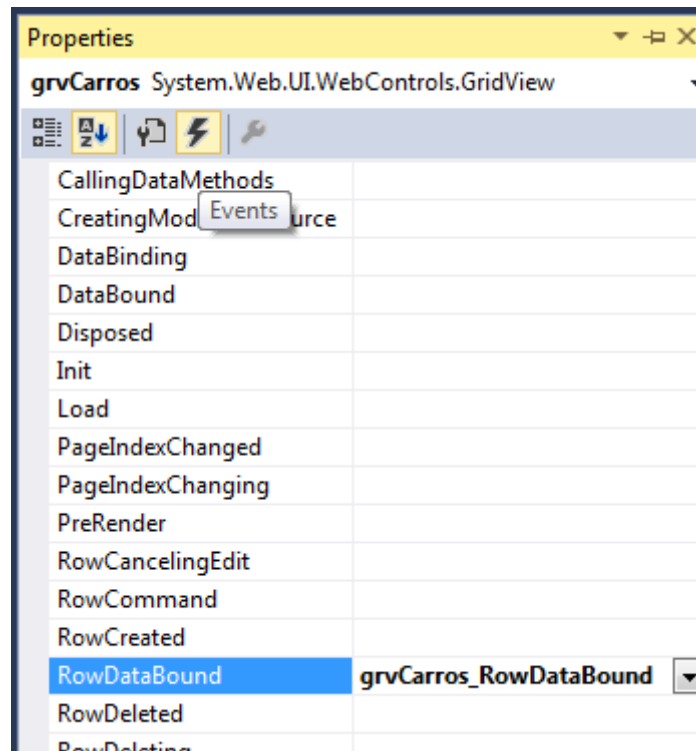 Properties
grvCarros System.Web.UI.WebControls.GridView
CallingDataMethods
Events
CreatingMod urce
DataBinding
DataBound
Disposed
Init
Load
PageIndexChanged
PageIndexChanging
PreRender
RowCancelingEdit
RowCommand
RowCreated
RowDataBound grvCarros_RowDataBound
RowDeleted
RowDeleting